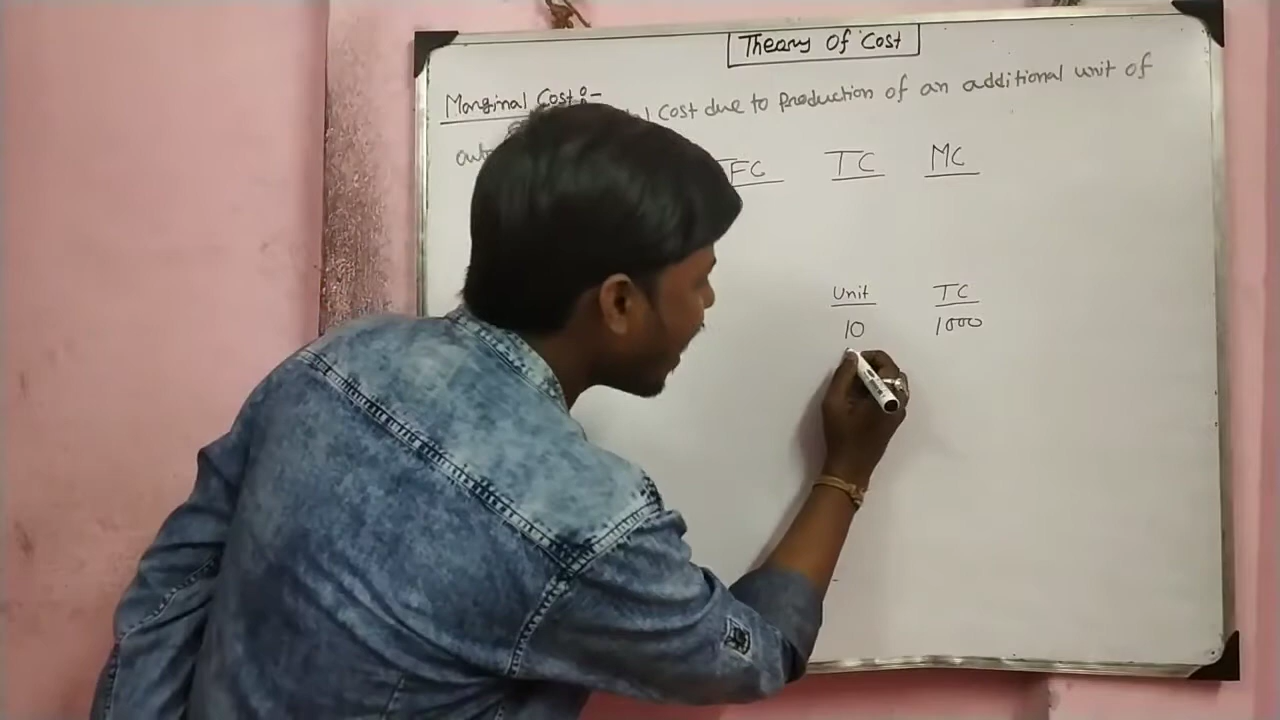 Theory Of Cost
Marginal Cost:-
Cost due to Production of an additional unit of
TC MC
Unit TC
10 1000